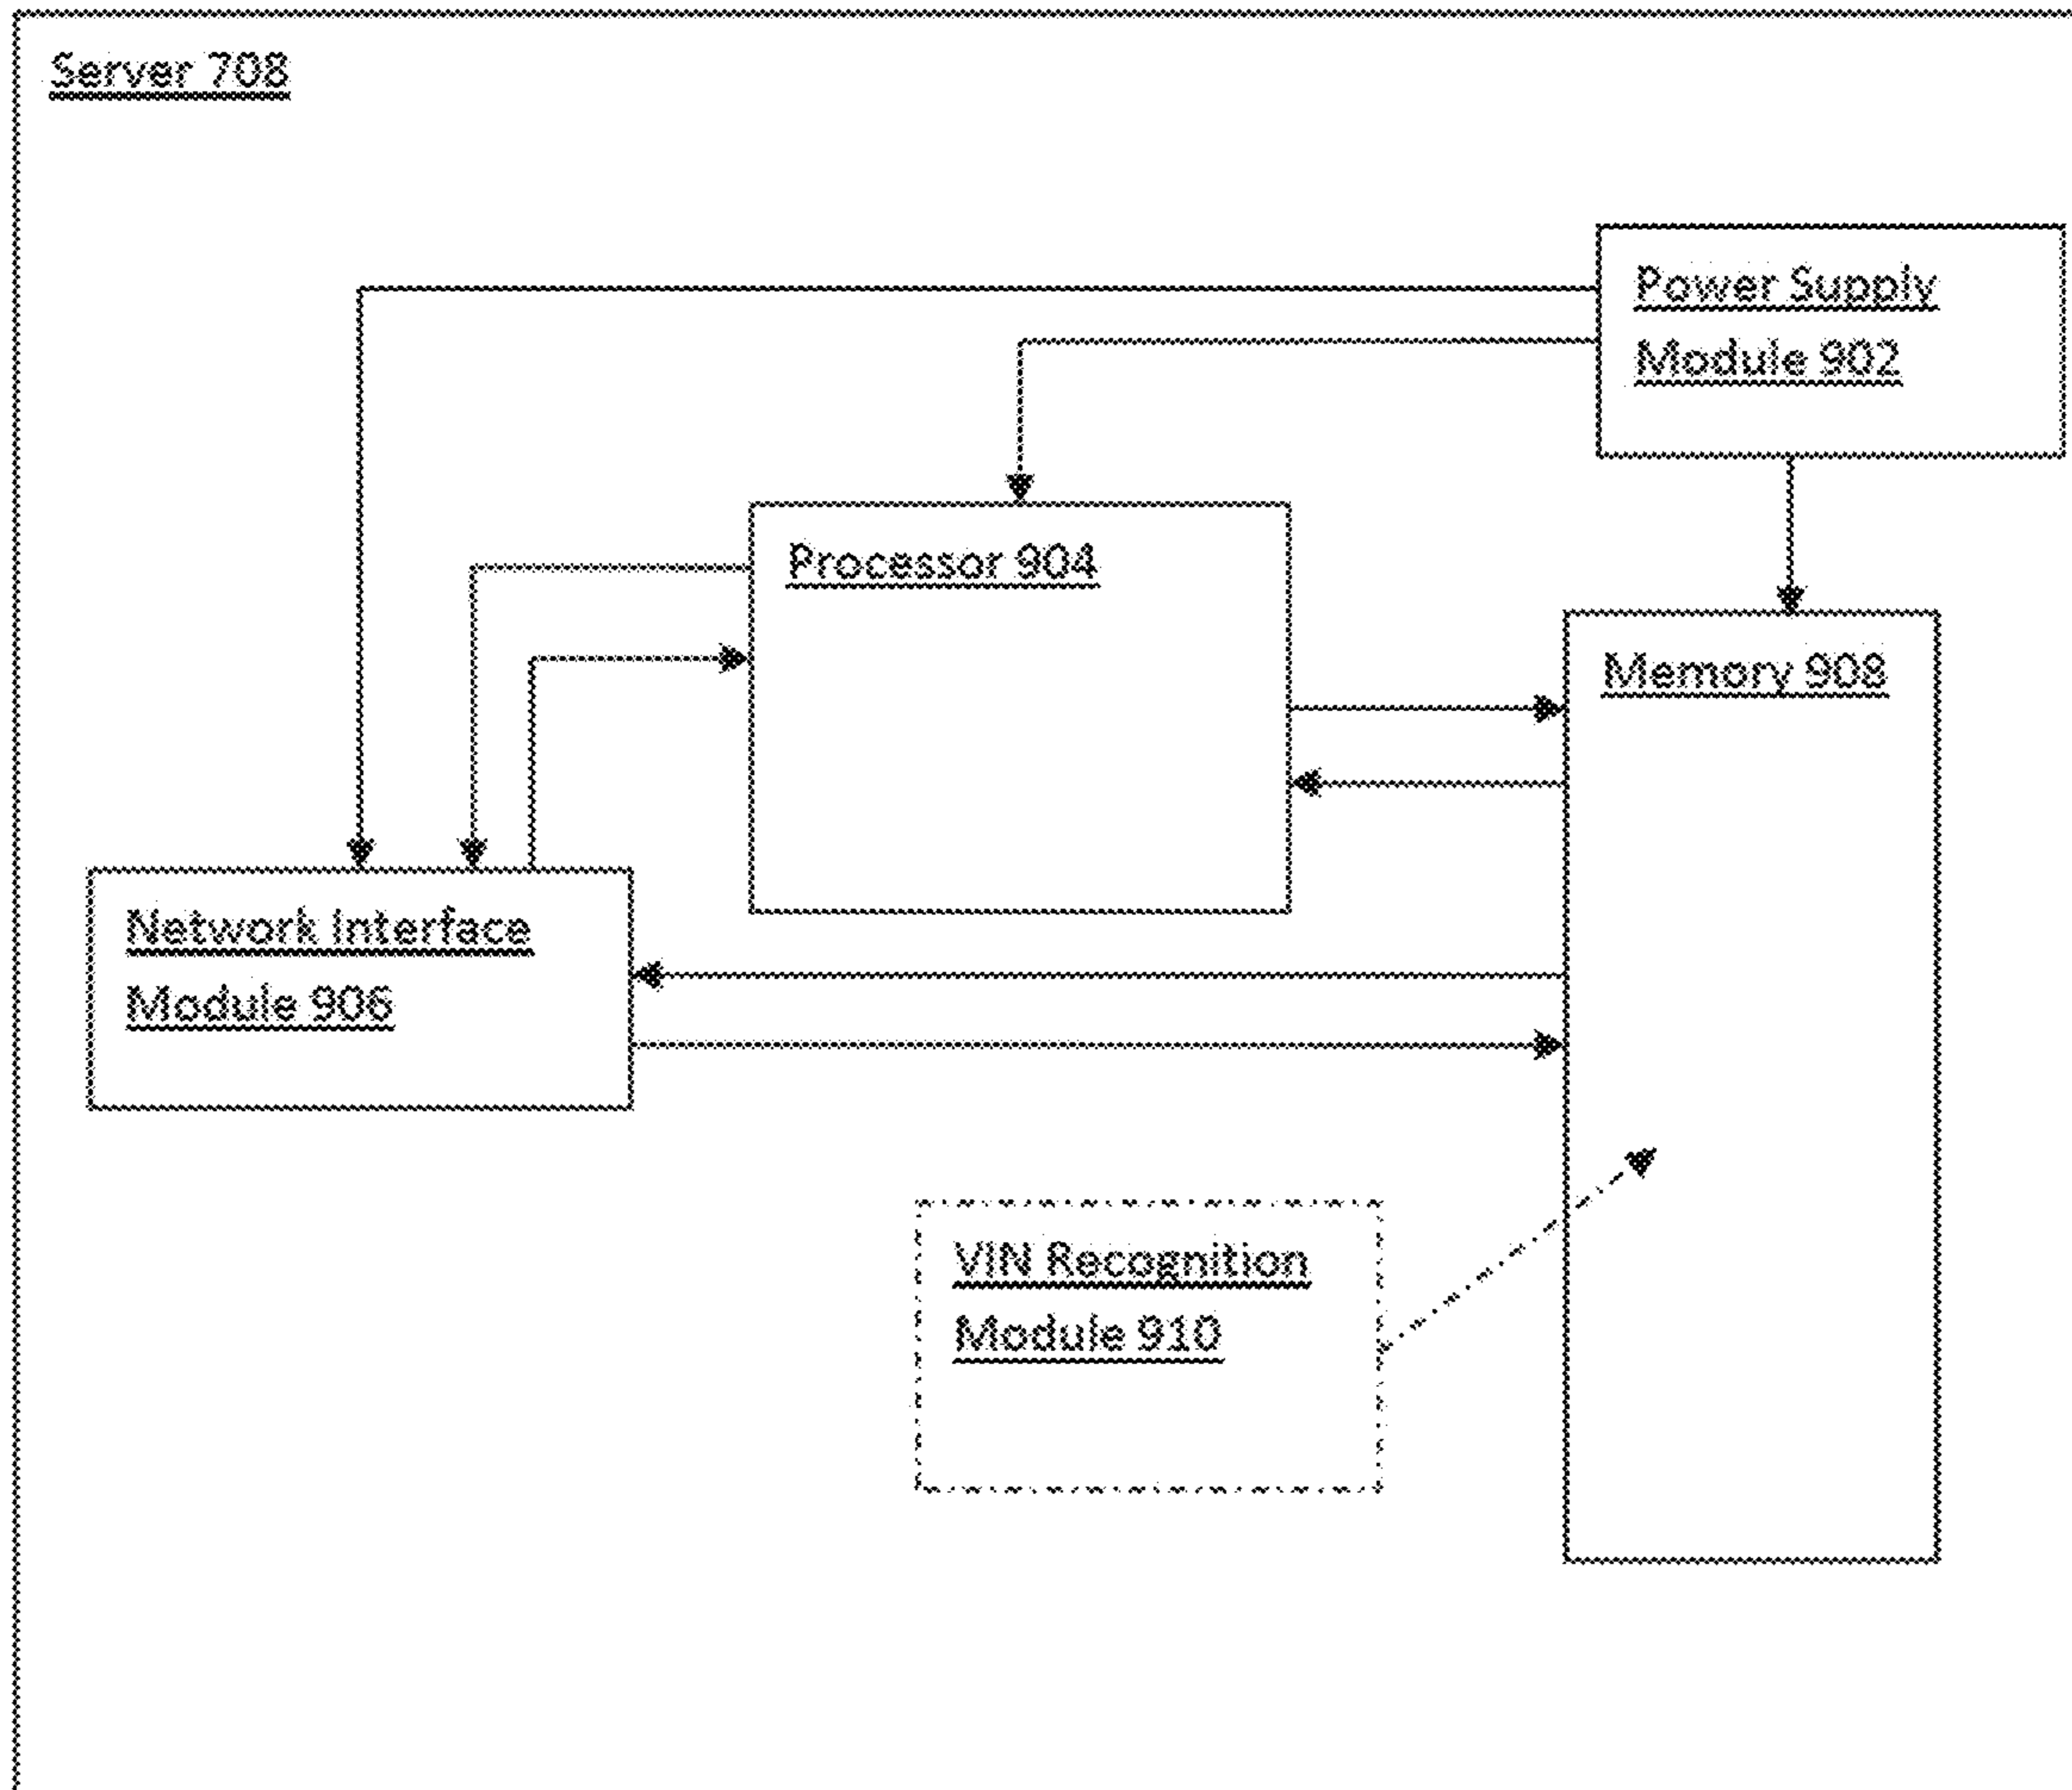 Server 708
Power Supply
Module 902
Processor 904
Memory 908
Network Interface
Module 906
VIN Recognition
Module 910